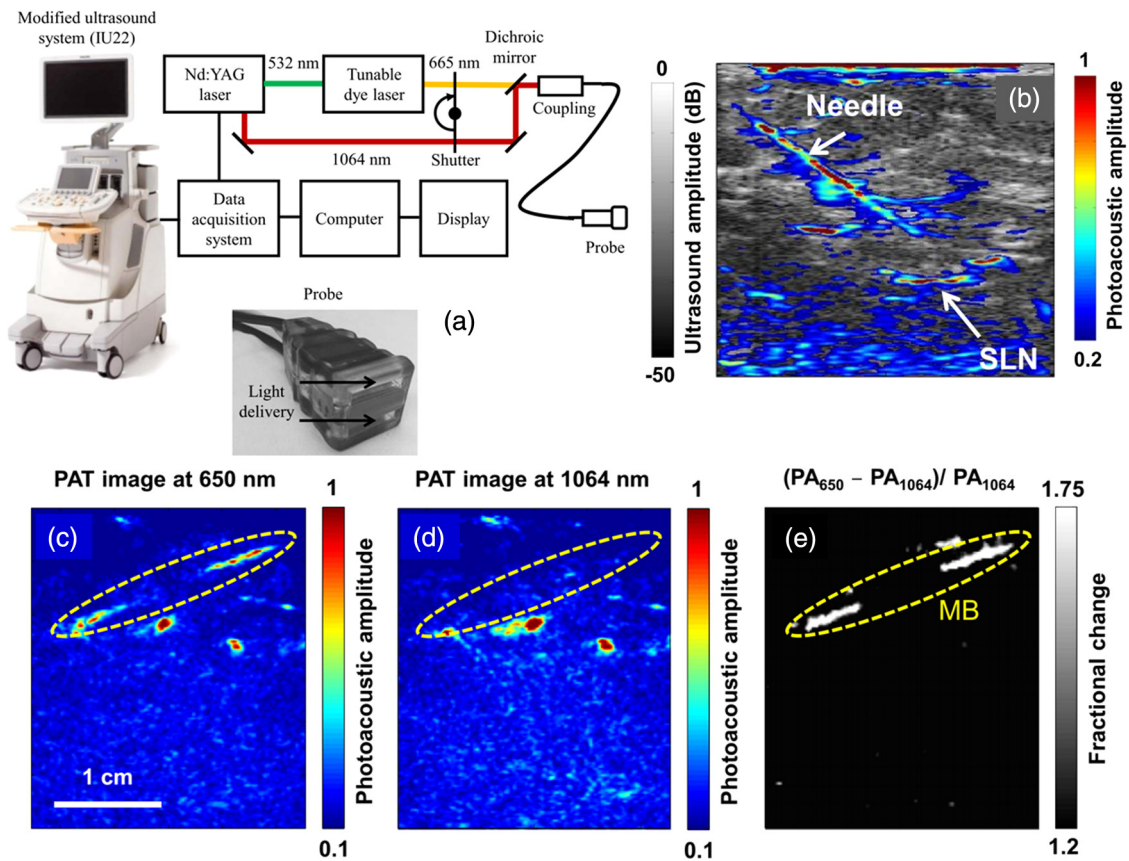 Modified ultrasound
system (IU22)
Nd:YAG
laser
532 nm
Tunable
dye laser
665 nm
Dichroic
mirror
Coupling
1064 nm
Shutter
Data
acquisition
system
Computer
Display
Probe
Probe
Light
delivery
(a)
0
Ultrasound amplitude (dB)
-50
(b)
Needle
SLN
1
Photoacoustic amplitude
0.2
PAT image at 650 nm
(c)
1 cm
1
Photoacoustic amplitude
0.1
PAT image at 1064 nm
(d)
1
Photoacoustic amplitude
0.1
(PA650 − PA1064)/ PA1064
(e)
MB
1.75
Fractional change
1.2